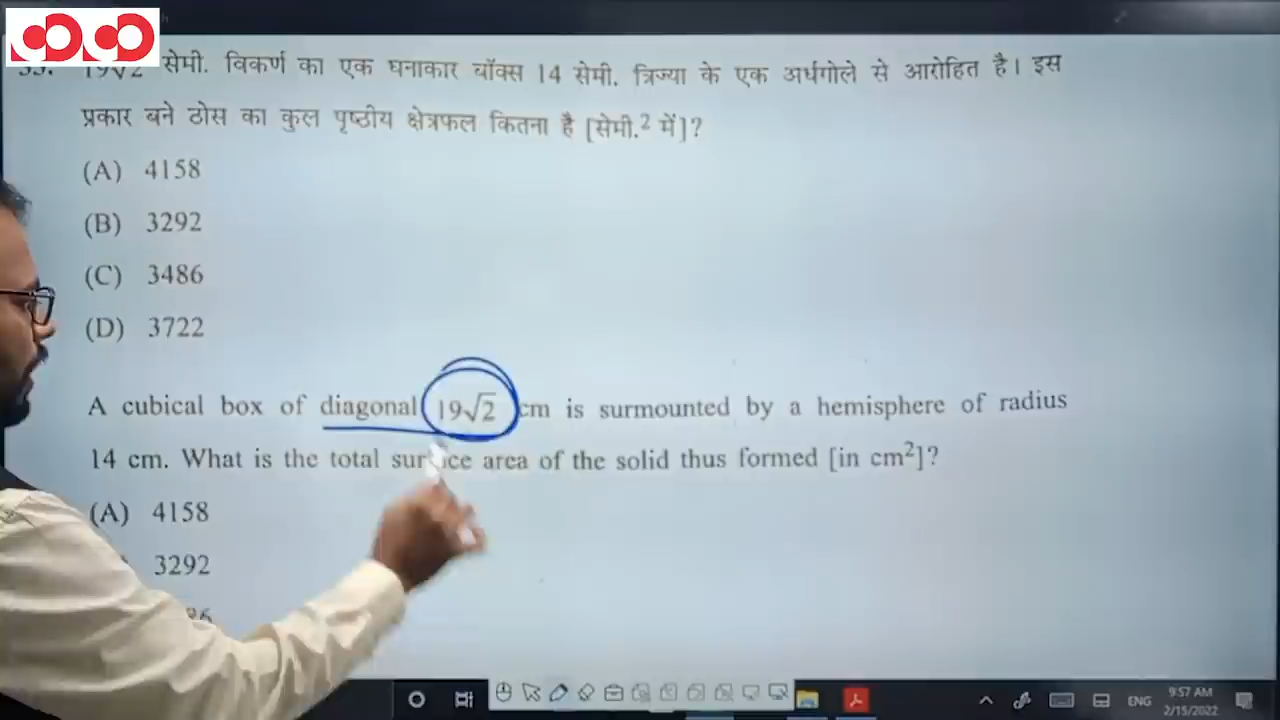 19√2 सेमी. विकर्ण का एक घनाकार बॉक्स 14 सेमी. त्रिज्या के एक अर्धगोले से आरोहित है। इस
प्रकार बने ठोस का कुल पृष्ठीय क्षेत्रफल कितना है [सेमी.² में]?
(A) 4158
(B) 3292
(C) 3486
(D) 3722
A cubical box of diagonal 19√2 cm is surmounted by a hemisphere of radius
14 cm. What is the total surface area of the solid thus formed [in cm²]?
(A) 4158
3292
ENG
9:57 AM
2/15/2022